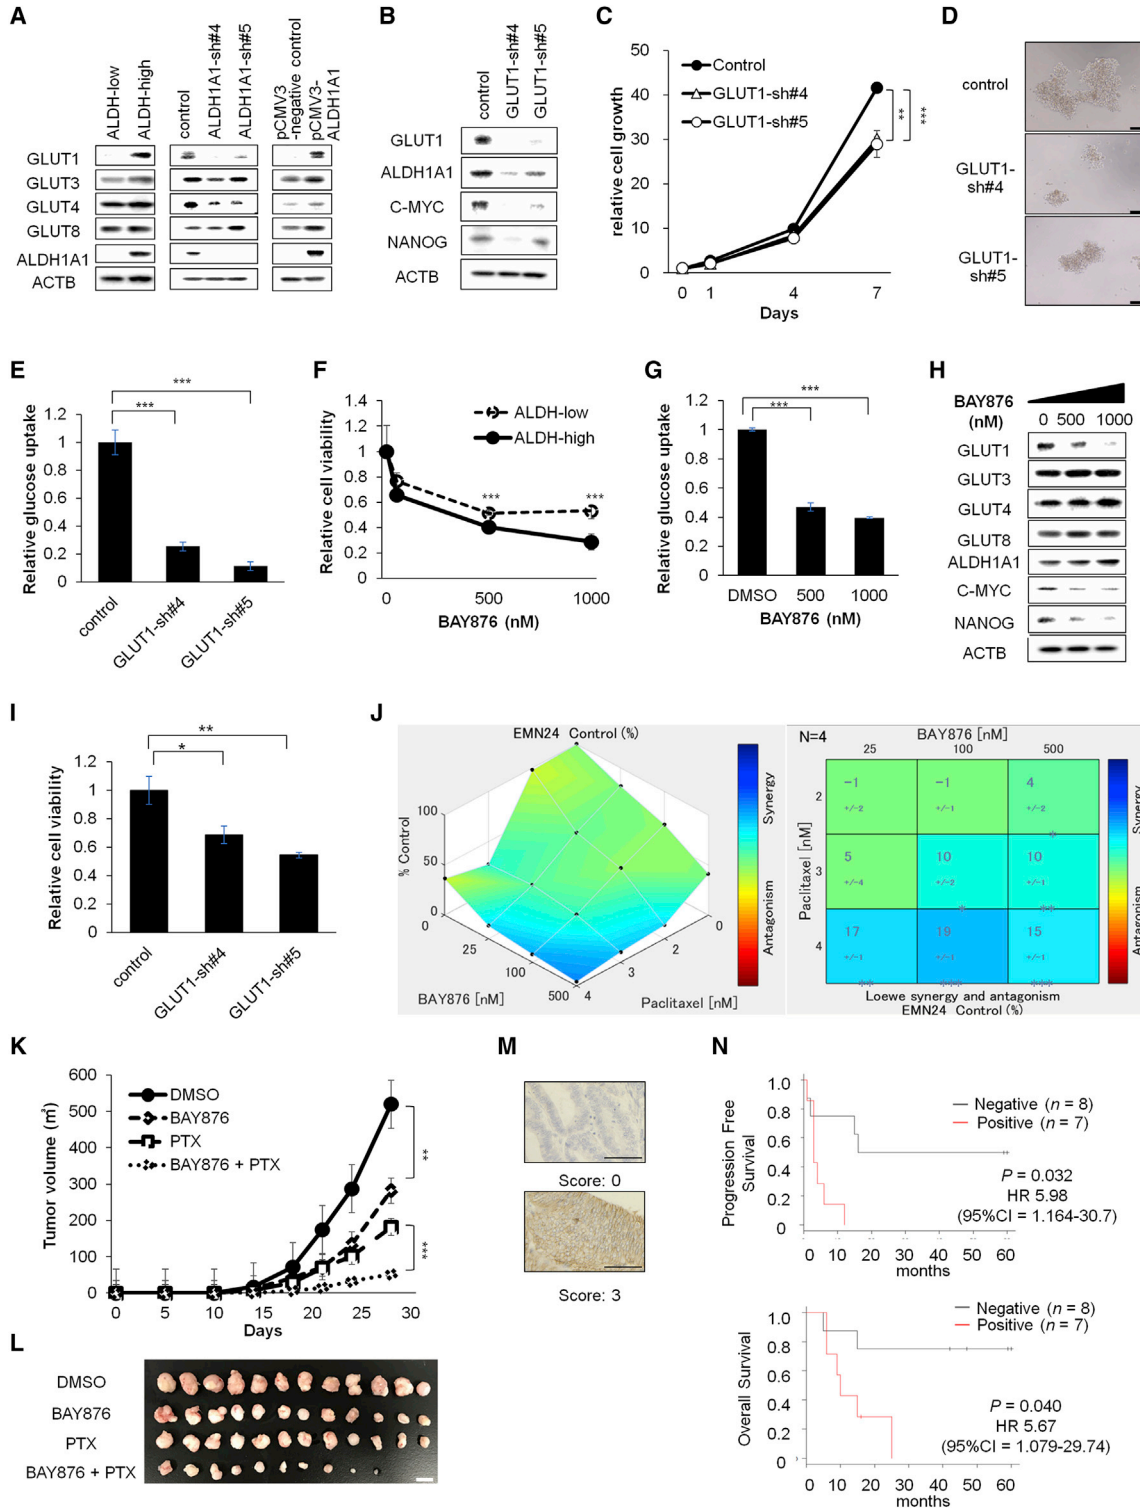 A
ALDH-low
ALDH-high
control
ALDH1A1-sh#4
ALDH1A1-sh#5
pCMV3
-negative control
pCMV3-
ALDH1A1
GLUT1
GLUT3
GLUT4
GLUT8
ALDH1A1
ACTB
B
control
GLUT1-sh#4
GLUT1-sh#5
GLUT1
ALDH1A1
C-MYC
NANOG
ACTB
C
relative cell growth
50
40
30
20
10
0
Control
GLUT1-sh#4
GLUT1-sh#5
**
***
0 1 4 7
Days
D
control
GLUT1-
sh#4
GLUT1-
sh#5
E
Relative glucose uptake
1.2
1
0.8
0.6
0.4
0.2
0
***
***
control
GLUT1-sh#4
GLUT1-sh#5
F
Relative cell viability
1.4
1.2
1
0.8
0.6
0.4
0.2
0
ALDH-low
ALDH-high
*** ***
0 500 1000
BAY876 (nM)
G
Relative glucose uptake
1.2
1
0.8
0.6
0.4
0.2
0
***
***
DMSO 500 1000
BAY876 (nM)
H
BAY876
(nM)
0 500 1000
GLUT1
GLUT3
GLUT4
GLUT8
ALDH1A1
C-MYC
NANOG
ACTB
I
Relative cell viability
1.2
1
0.8
0.6
0.4
0.2
0
**
*
control
GLUT1-sh#4
GLUT1-sh#5
J
EMN24 Control (%)
% Control
100
50
0
0
25
100
500
BAY876 [nM]
0
2
3
4
Paclitaxel [nM]
Synergy
Antagonism
N=4
BAY876 [nM]
25 100 500
Paclitaxel [nM]
2
3
4
-1 -1 4
+/-2 +/-1 +/-2
*
5 10 10
+/-4 +/-2 +/-1
* **
17 19 15
+/-1 +/-1 +/-1
** *** ***
Loewe synergy and antagonism
EMN24 Control (%)
Synergy
Antagonism
K
Tumor volume (㎥)
600
500
400
300
200
100
0
DMSO
BAY876
PTX
BAY876 + PTX
**
***
0 5 10 15 20 25 30
Days
L
DMSO
BAY876
PTX
BAY876 + PTX
M
Score: 0
Score: 3
N
Progression Free
Survival
1.0
0.8
0.6
0.4
0.2
0
Negative (n = 8)
Positive (n = 7)
P = 0.032
HR 5.98
(95%CI = 1.164-30.7)
0 10 20 30 40 50 60
months
Overall Survival
1.0
0.8
0.6
0.4
0.2
0
Negative (n = 8)
Positive (n = 7)
P = 0.040
HR 5.67
(95%CI = 1.079-29.74)
0 10 20 30 40 50 60
months